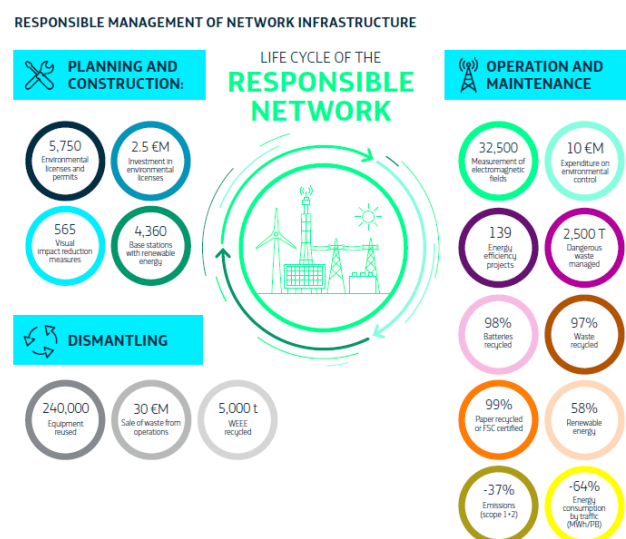 RESPONSIBLE MANAGEMENT OF NETWORK INFRASTRUCTURE
PLANNING AND
CONSTRUCTION:
5,750
Environmental
licenses and
permits
2.5 €M
Investment in
environmental
licenses
565
Visual
impact reduction
measures
4,360
Base stations
with renewable
energy
LIFE CYCLE OF THE
RESPONSIBLE
NETWORK
OPERATION AND
MAINTENANCE
32,500
Measurement of
electromagnetic
fields
10 €M
Expenditure on
environmental
control
139
Energy
efficiency
projects
2,500 T
Dangerous
waste
managed
98%
Batteries
recycled
97%
Waste
recycled
99%
Paper recycled
or FSC certified
58%
Renewable
energy
-37%
Emissions
(scope 1+2)
-64%
Energy
consumption
by traffic
(MWh/PB)
DISMANTLING
240,000
Equipment
reused
30 €M
Sale of waste from
operations
5,000 t
WEEE
recycled